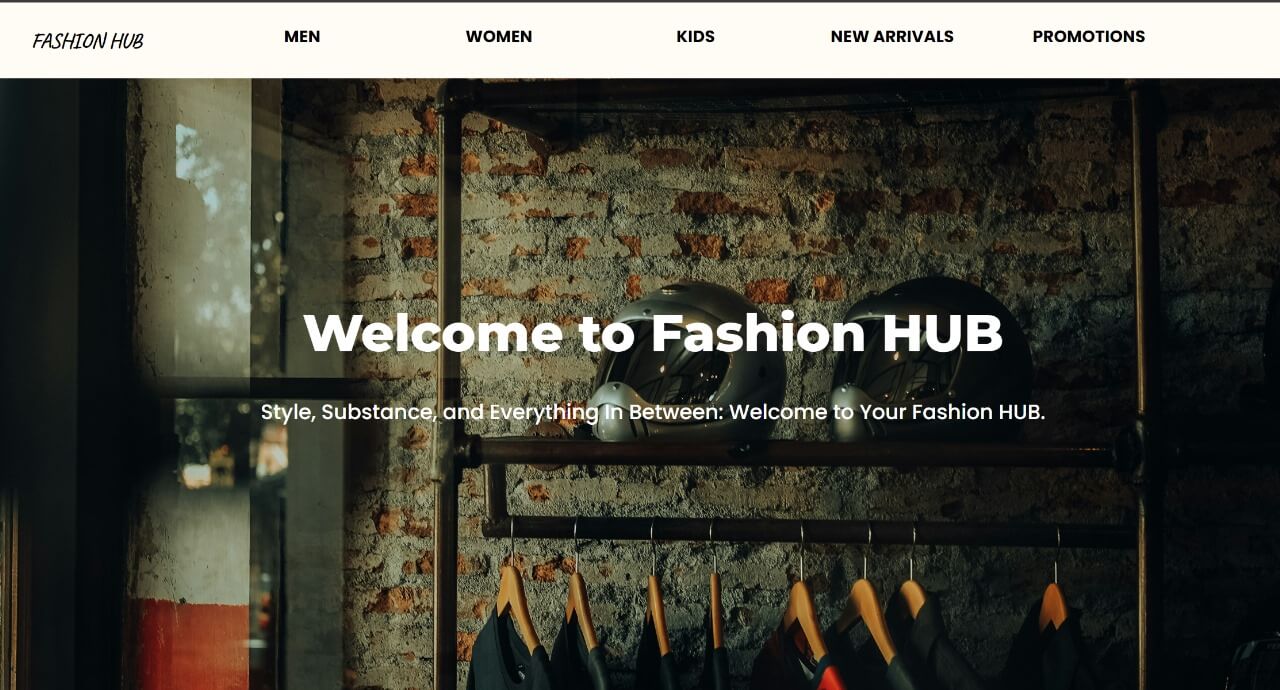 FASHION HUB
MEN WOMEN KIDS NEW ARRIVALS PROMOTIONS
Welcome to Fashion HUB
Style, Substance, and Everything In Between: Welcome to Your Fashion HUB.